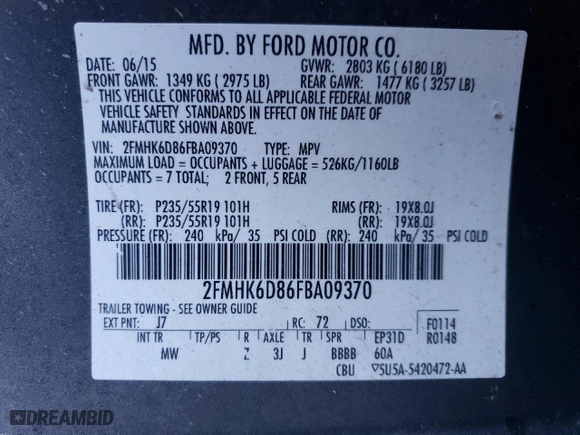 MFD. BY FORD MOTOR CO.
DATE: 06/15 GVWR: 2803 KG ( 6180 LB)
FRONT GAWR: 1349 KG ( 2975 LB) REAR GAWR: 1477 KG ( 3257 LB)
THIS VEHICLE CONFORMS TO ALL APPLICABLE FEDERAL MOTOR
VEHICLE SAFETY STANDARDS IN EFFECT ON THE DATE OF
MANUFACTURE SHOWN ABOVE.
VIN: 2FMHK6D86FBA09370 TYPE: MPV
MAXIMUM LOAD = OCCUPANTS + LUGGAGE = 526KG/1160LB
OCCUPANTS = 7 TOTAL; 2 FRONT, 5 REAR
TIRE (FR): P235/55R19 101H RIMS (FR): 19X8.0J
(RR): P235/55R19 101H (RR): 19X8.0J
PRESSURE (FR): 240 kPa/ 35 PSI COLD (RR): 240 kPa/ 35 PSI COLD
2FMHK6D86FBA09370
TRAILER TOWING - SEE OWNER GUIDE
EXT PNT: J7 RC: 72 DSO: F0114
INT TR TP/PS R AXLE TR SPR EP31D R0148
MW Z 3J J BBBB 60A
CBU ▽5U5A-5420472-AA
DREAMBID